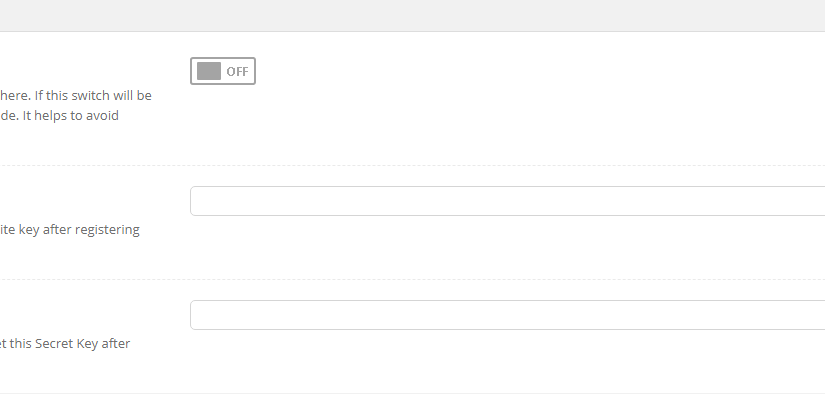 OFF
here. If this switch will be
de. It helps to avoid
ite key after registering
t this Secret Key after